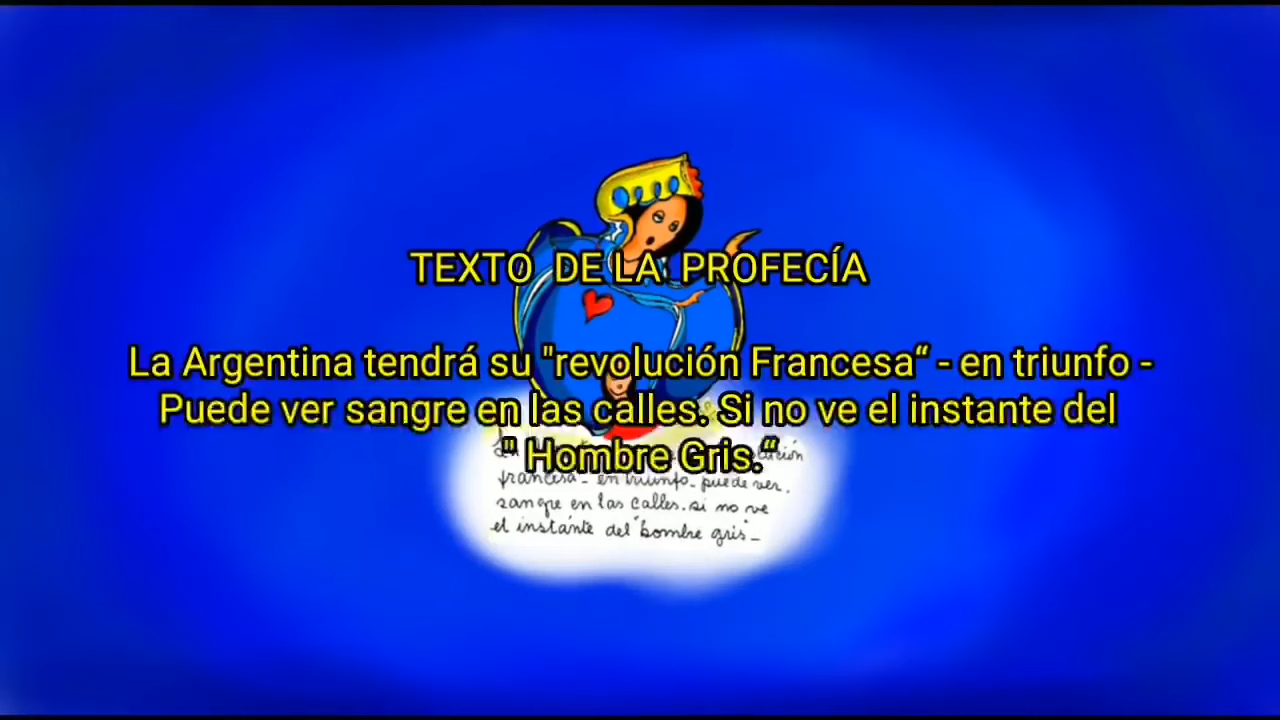 TEXTO DE LA PROFECÍA
La Argentina tendrá su "revolución Francesa“ - en triunfo -
Puede ver sangre en las calles. Si no ve el instante del
" Hombre Gris.“
francesa - en triunfo - puede ver.
sangre en las calles. si no ve
el instante del "hombre gris" -